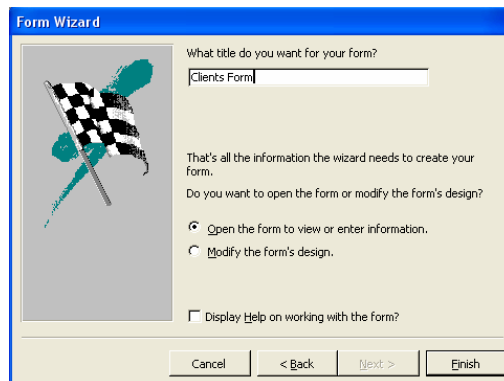 Form Wizard
What title do you want for your form?
Clients Form
That's all the information the wizard needs to create your
form.
Do you want to open the form or modify the form's design?
Open the form to view or enter information.
Modify the form's design.
Display Help on working with the form?
Cancel
< Back
Next >
Finish